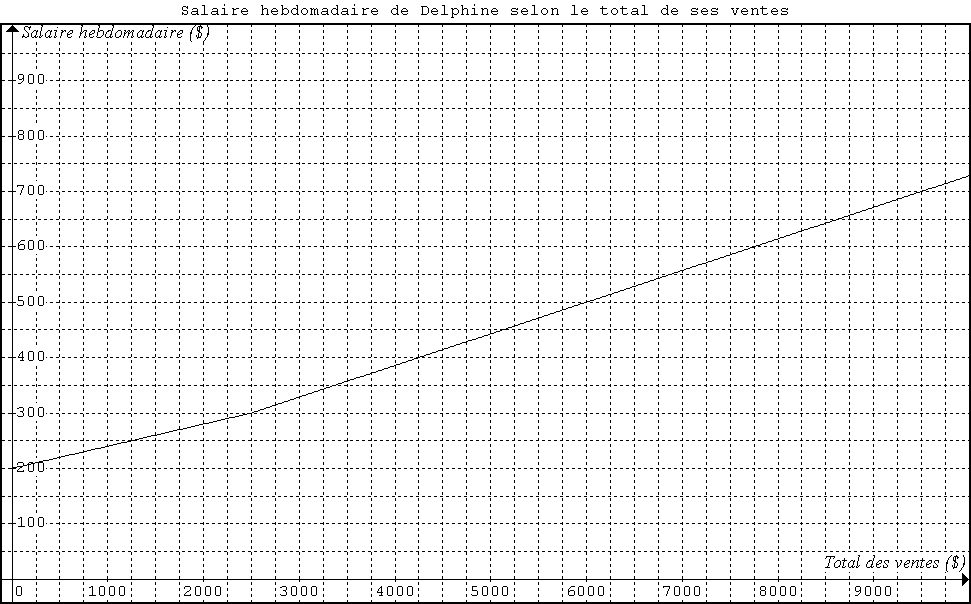 Salaire hebdomadaire de Delphine selon le total de ses ventes
Salaire hebdomadaire ($)
900
800
700
600
500
400
300
200
100
Total des ventes ($)
0 1000 2000 3000 4000 5000 6000 7000 8000 9000